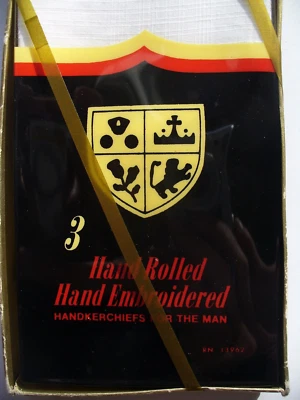 3
Hand Rolled
Hand Embroidered
HANDKERCHIEFS FOR THE MAN